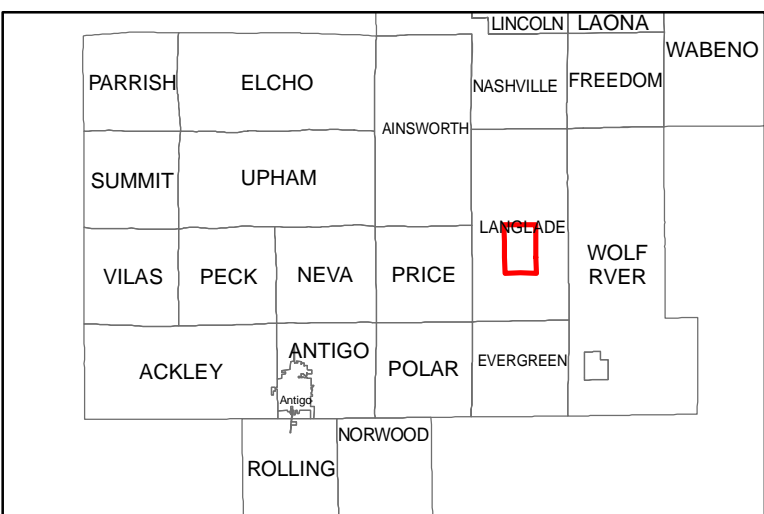 LINCOLN LAONA
WABENO
PARRISH ELCHO NASHVILLE FREEDOM
AINSWORTH
SUMMIT UPHAM
LANGLADE
VILAS PECK NEVA PRICE WOLF
RVER
ANTIGO
ACKLEY POLAR EVERGREEN
Antigo
NORWOOD
ROLLING